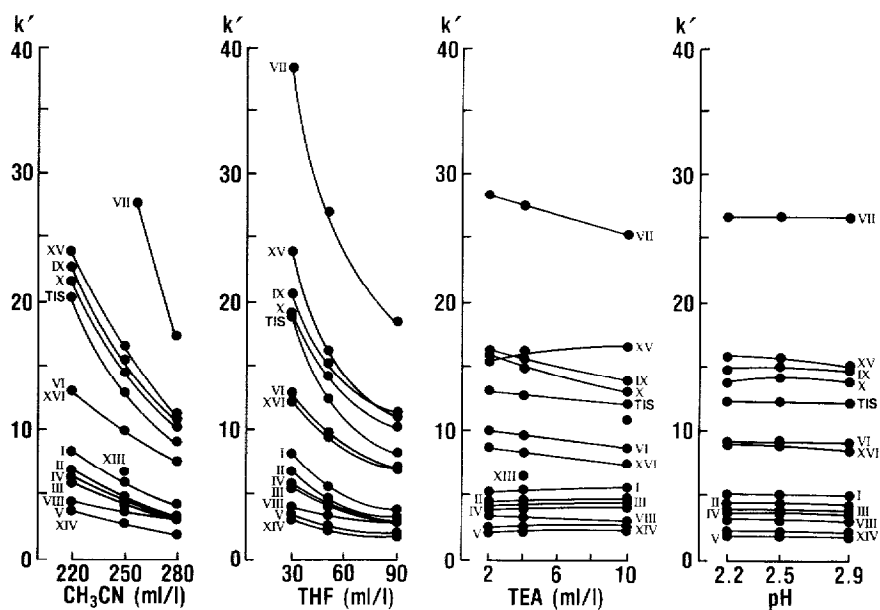 k′
40
30
20
10
0
VII
XV
IX
X
TIS
VI
XVI
I
XIII
II
IV
III
VIII
V
XIV
220 250 280
CH₃CN (ml/l)
k′
40
30
20
10
0
VII
XV
IX
X
TIS
VI
XVI
I
II
IV
III
VIII
V
XIV
30 60 90
THF (ml/l)
k′
40
30
20
10
0
VII
XV
IX
X
TIS
VI
XVI
XIII
I
II
III
IV
VIII
XIV
V
2 6 10
TEA (ml/l)
k′
40
30
20
10
0
VII
XV
IX
X
TIS
VI
XVI
I
II
III
IV
VIII
XIV
V
2.2 2.5 2.9
pH